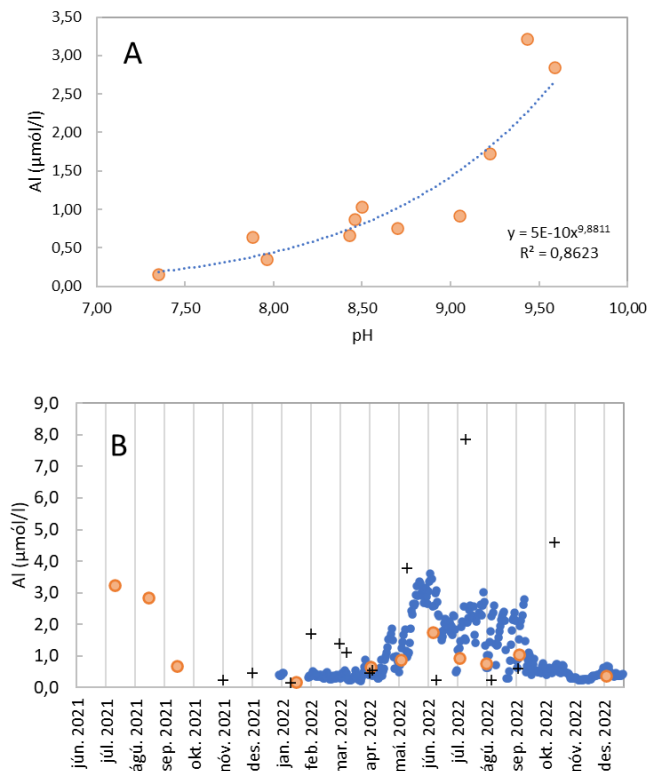 A
3,50
3,00
2,50
2,00
1,50
1,00
0,50
0,00
Al (µmól/l)
y = 5E-10x^9,8811
R² = 0,8623
7,00 7,50 8,00 8,50 9,00 9,50 10,00
pH
B
9,0
8,0
7,0
6,0
5,0
4,0
3,0
2,0
1,0
0,0
Al (µmól/l)
jún. 2021
júl. 2021
ágú. 2021
sep. 2021
okt. 2021
nóv. 2021
des. 2021
jan. 2022
feb. 2022
mar. 2022
apr. 2022
maí. 2022
jún. 2022
júl. 2022
ágú. 2022
sep. 2022
okt. 2022
nóv. 2022
des. 2022